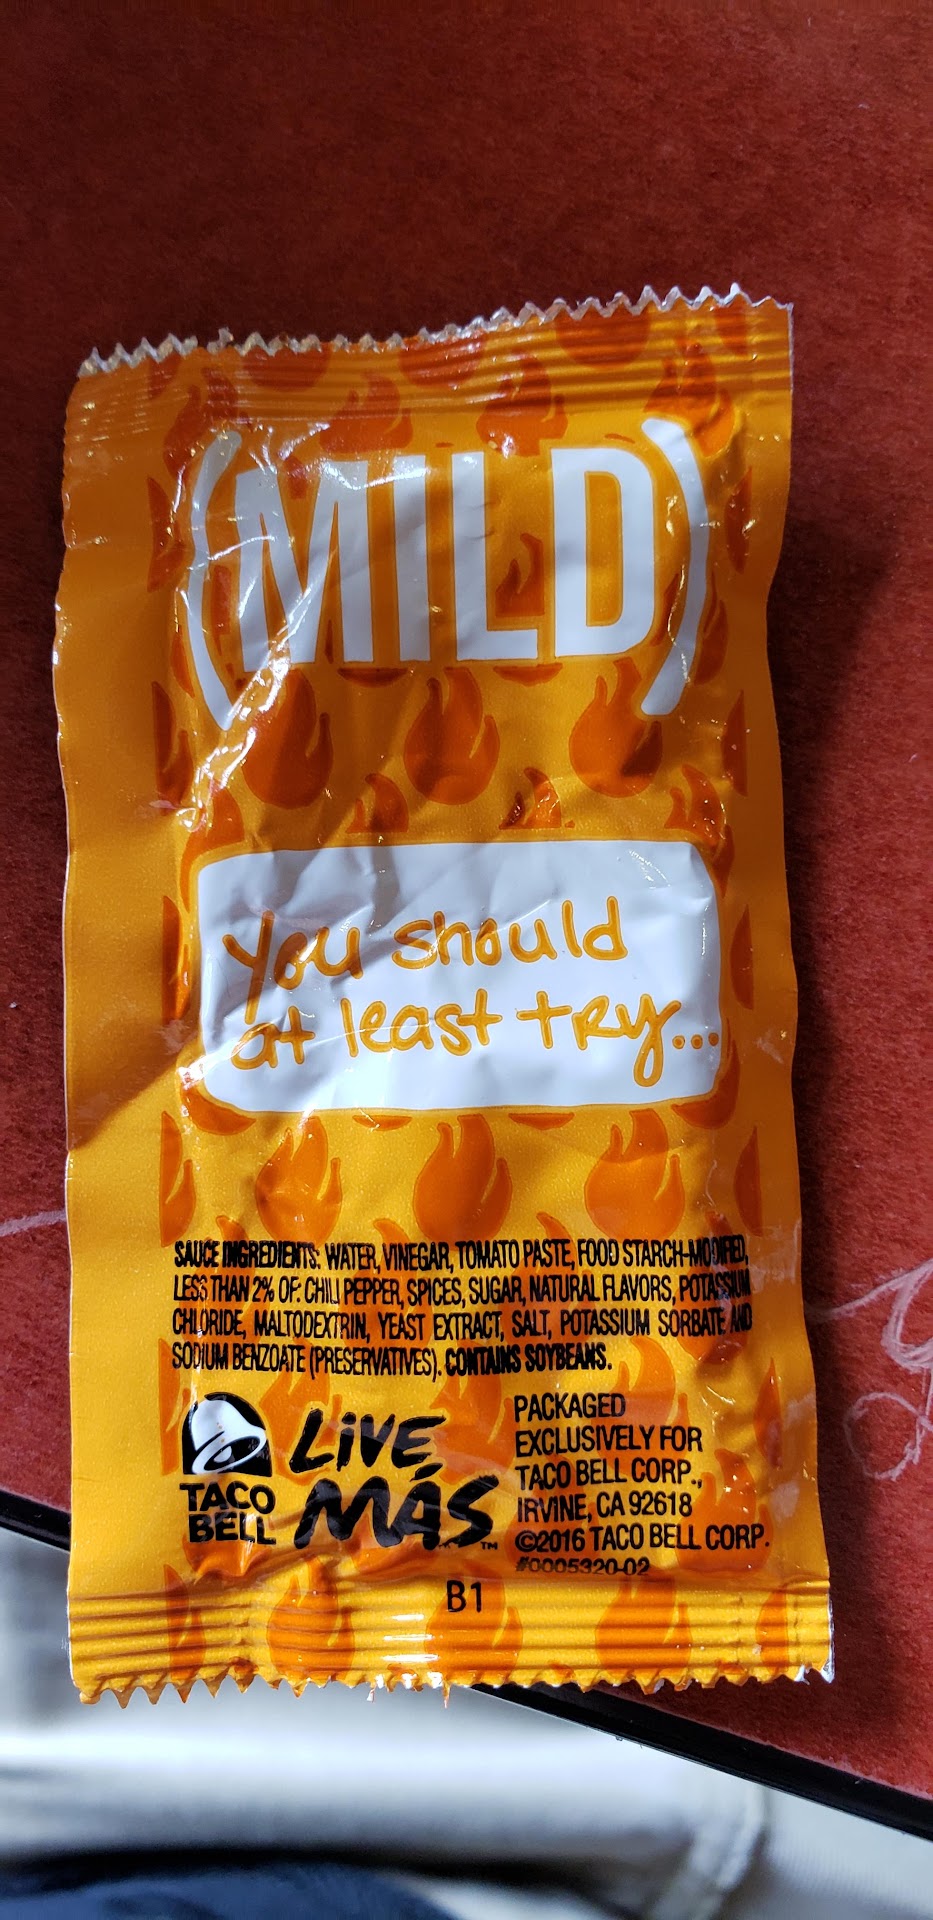 (MILD)
you should
at least try...
SAUCE INGREDIENTS: WATER, VINEGAR, TOMATO PASTE, FOOD STARCH-MODIFIED,
LESS THAN 2% OF: CHILI PEPPER, SPICES, SUGAR, NATURAL FLAVORS, POTASSIUM
CHLORIDE, MALTODEXTRIN, YEAST EXTRACT, SALT, POTASSIUM SORBATE AND
SODIUM BENZOATE (PRESERVATIVES). CONTAINS SOYBEANS.
TACO
BELL
LIVE
MÁS™
PACKAGED
EXCLUSIVELY FOR
TACO BELL CORP.,
IRVINE, CA 92618
©2016 TACO BELL CORP.
#0005320-02
B1